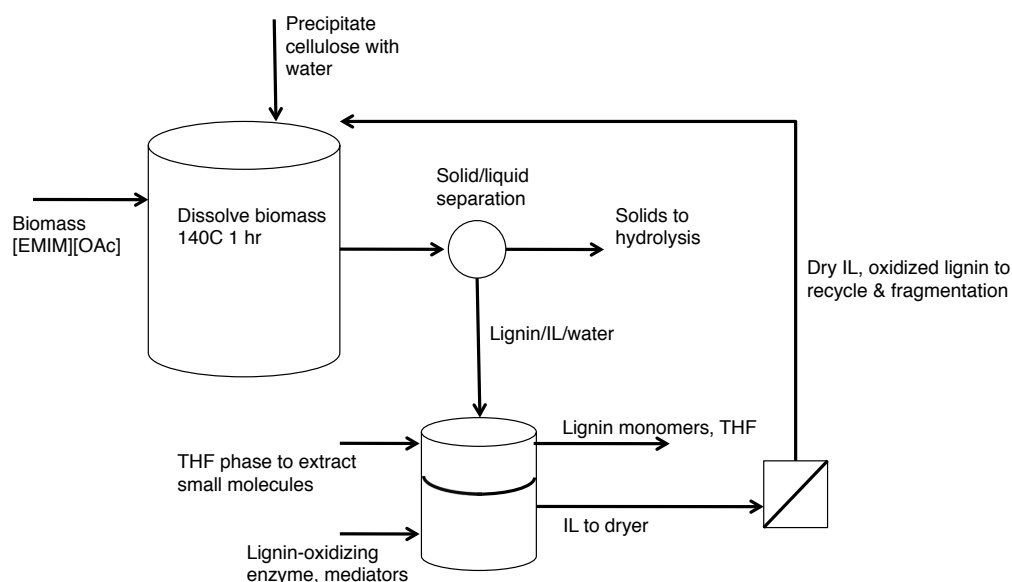 Precipitate
cellulose with
water
Biomass
[EMIM][OAc]
Dissolve biomass
140C 1 hr
Solid/liquid
separation
Solids to
hydrolysis
Dry IL, oxidized lignin to
recycle & fragmentation
Lignin/IL/water
THF phase to extract
small molecules
Lignin monomers, THF
IL to dryer
Lignin-oxidizing
enzyme, mediators